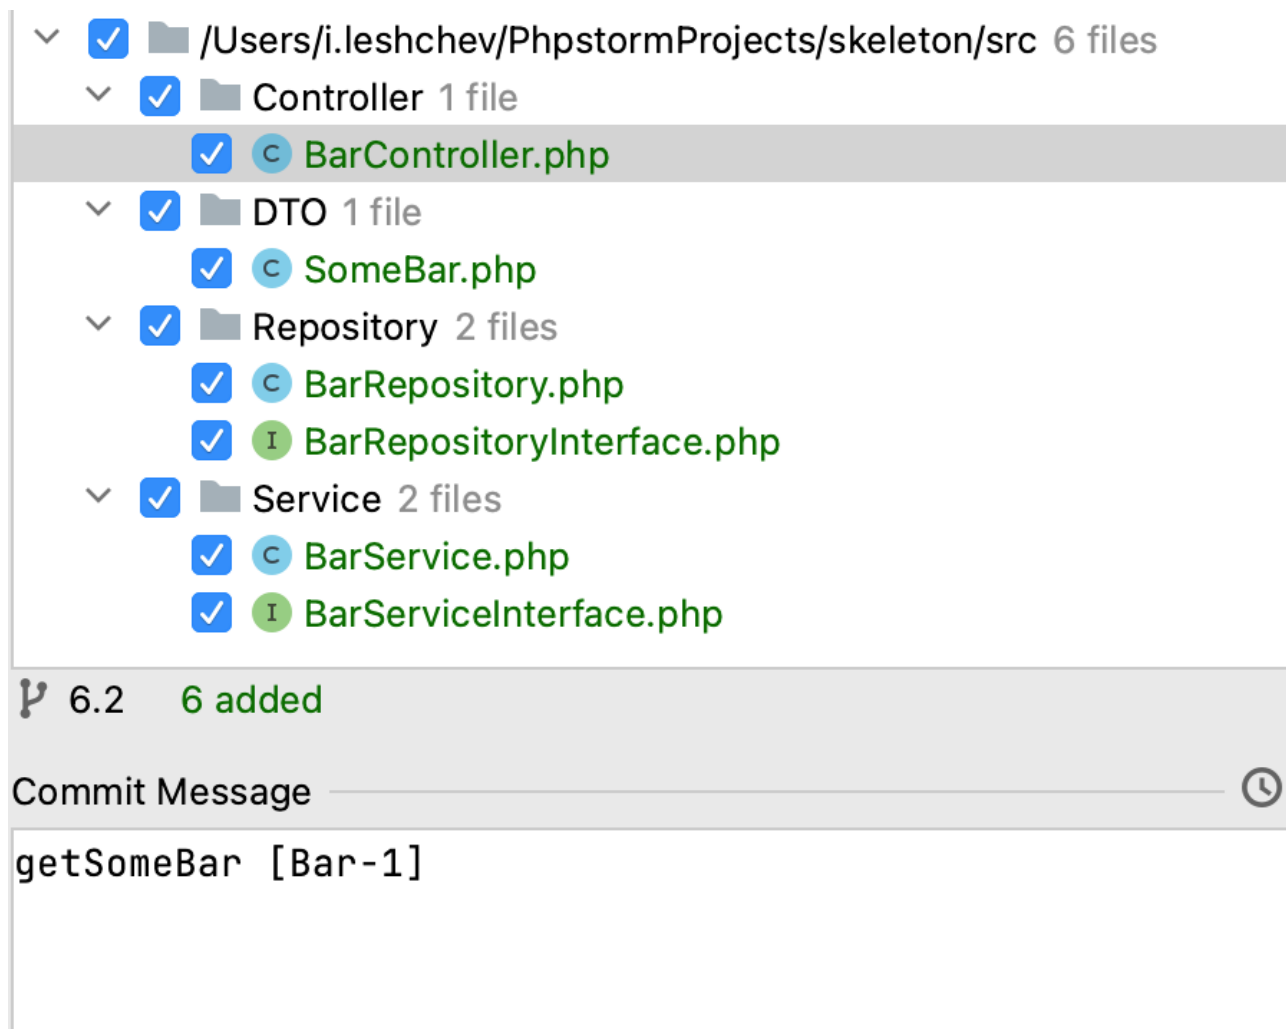 /Users/i.leshchev/PhpstormProjects/skeleton/src 6 files
Controller 1 file
C BarController.php
DTO 1 file
C SomeBar.php
Repository 2 files
C BarRepository.php
I BarRepositoryInterface.php
Service 2 files
C BarService.php
I BarServiceInterface.php
6.2 6 added
Commit Message
getSomeBar [Bar-1]